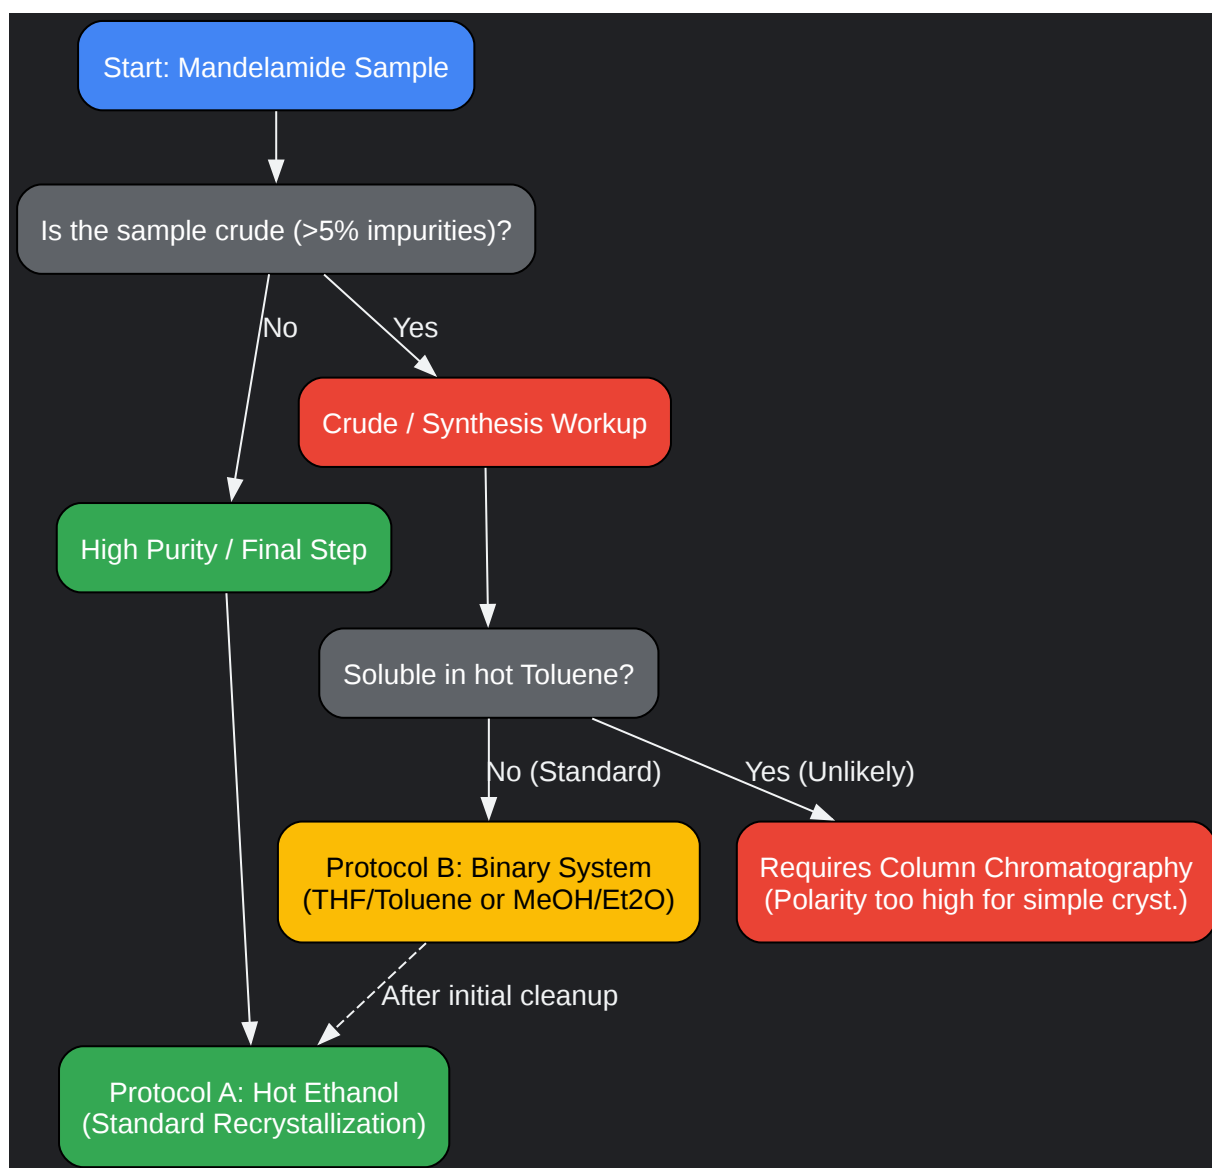 Start: Mandelamide Sample
Is the sample crude (>5% impurities)?
No
Yes
Crude / Synthesis Workup
High Purity / Final Step
Soluble in hot Toluene?
No (Standard)
Yes (Unlikely)
Protocol B: Binary System
(THF/Toluene or MeOH/Et2O)
Requires Column Chromatography
(Polarity too high for simple cryst.)
After initial cleanup
Protocol A: Hot Ethanol
(Standard Recrystallization)